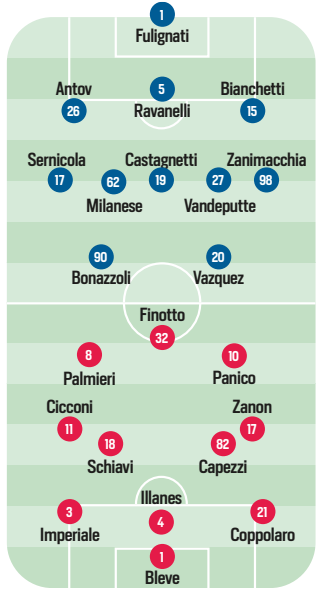 1
Fulignati
Antov
5
Bianchetti
26
Ravanelli
15
Sernicola
Castagnetti
Zanimacchia
17
62
19
27
98
Milanese
Vandeputte
90
20
Bonazzoli
Vazquez
Finotto
32
8
10
Palmieri
Panico
Cicconi
Zanon
11
17
18
82
Schiavi
Capezzi
Illanes
3
4
21
Imperiale
Coppolaro
1
Bleve